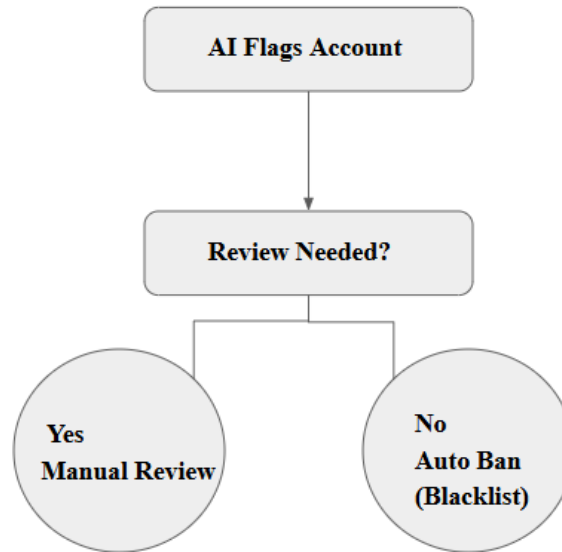 AI Flags Account
Review Needed?
Yes
Manual Review
No
Auto Ban
(Blacklist)